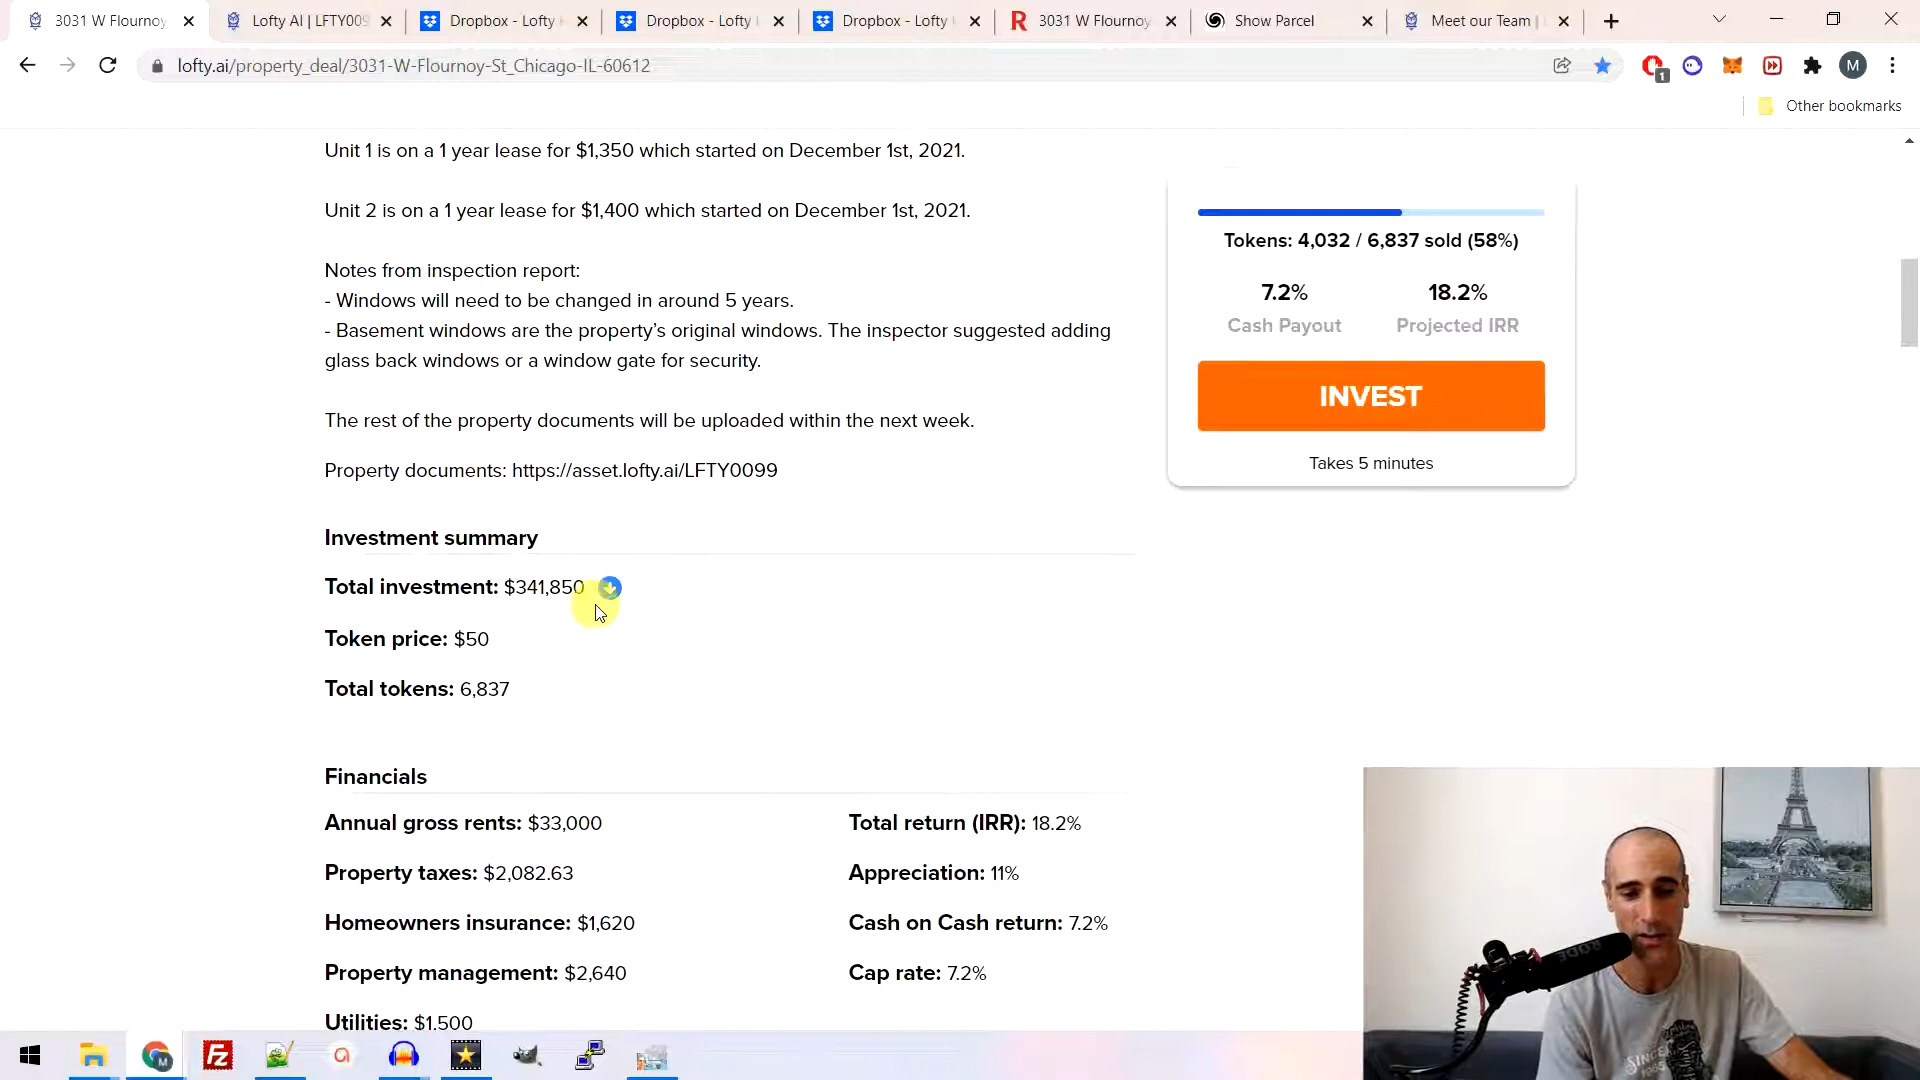 3031 W Flournoy
Lofty AI | LFTY009
Dropbox - Lofty
Dropbox - Lofty
Dropbox - Lofty
3031 W Flournoy
Show Parcel
Meet our Team |
lofty.ai/property_deal/3031-W-Flournoy-St_Chicago-IL-60612
1
M
Other bookmarks
Unit 1 is on a 1 year lease for $1,350 which started on December 1st, 2021.
Unit 2 is on a 1 year lease for $1,400 which started on December 1st, 2021.
Notes from inspection report:
- Windows will need to be changed in around 5 years.
- Basement windows are the property's original windows. The inspector suggested adding
glass back windows or a window gate for security.
The rest of the property documents will be uploaded within the next week.
Property documents: https://asset.lofty.ai/LFTY0099
Tokens: 4,032 / 6,837 sold (58%)
7.2%
18.2%
Cash Payout
Projected IRR
INVEST
Takes 5 minutes
Investment summary
Total investment: $341,850
Token price: $50
Total tokens: 6,837
Financials
Annual gross rents: $33,000
Total return (IRR): 18.2%
Property taxes: $2,082.63
Appreciation: 11%
Homeowners insurance: $1,620
Cash on Cash return: 7.2%
Property management: $2,640
Cap rate: 7.2%
Utilities: $1,500
RODE